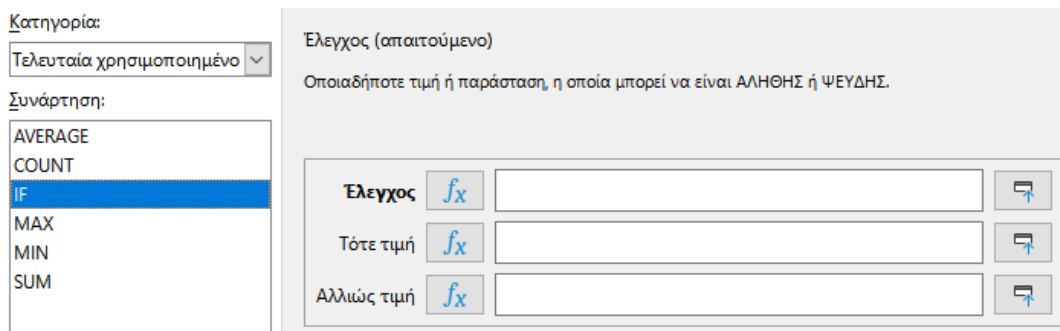 Κατηγορία:
Τελευταία χρησιμοποιημένο
Συνάρτηση:
AVERAGE
COUNT
IF
MAX
MIN
SUM
Έλεγχος (απαιτούμενο)
Οποιαδήποτε τιμή ή παράσταση, η οποία μπορεί να είναι ΑΛΗΘΗΣ ή ΨΕΥΔΗΣ.
Έλεγχος fx
Τότε τιμή fx
Αλλιώς τιμή fx